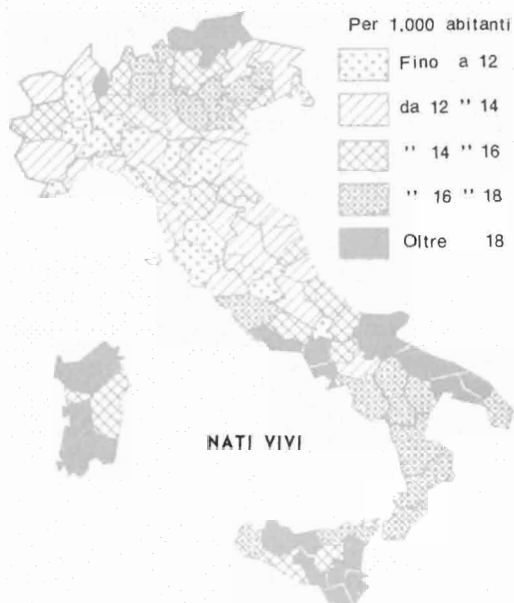 Per 1.000 abitanti
Fino a 12
da 12 '' 14
'' 14 '' 16
'' 16 '' 18
Oltre 18
NATI VIVI